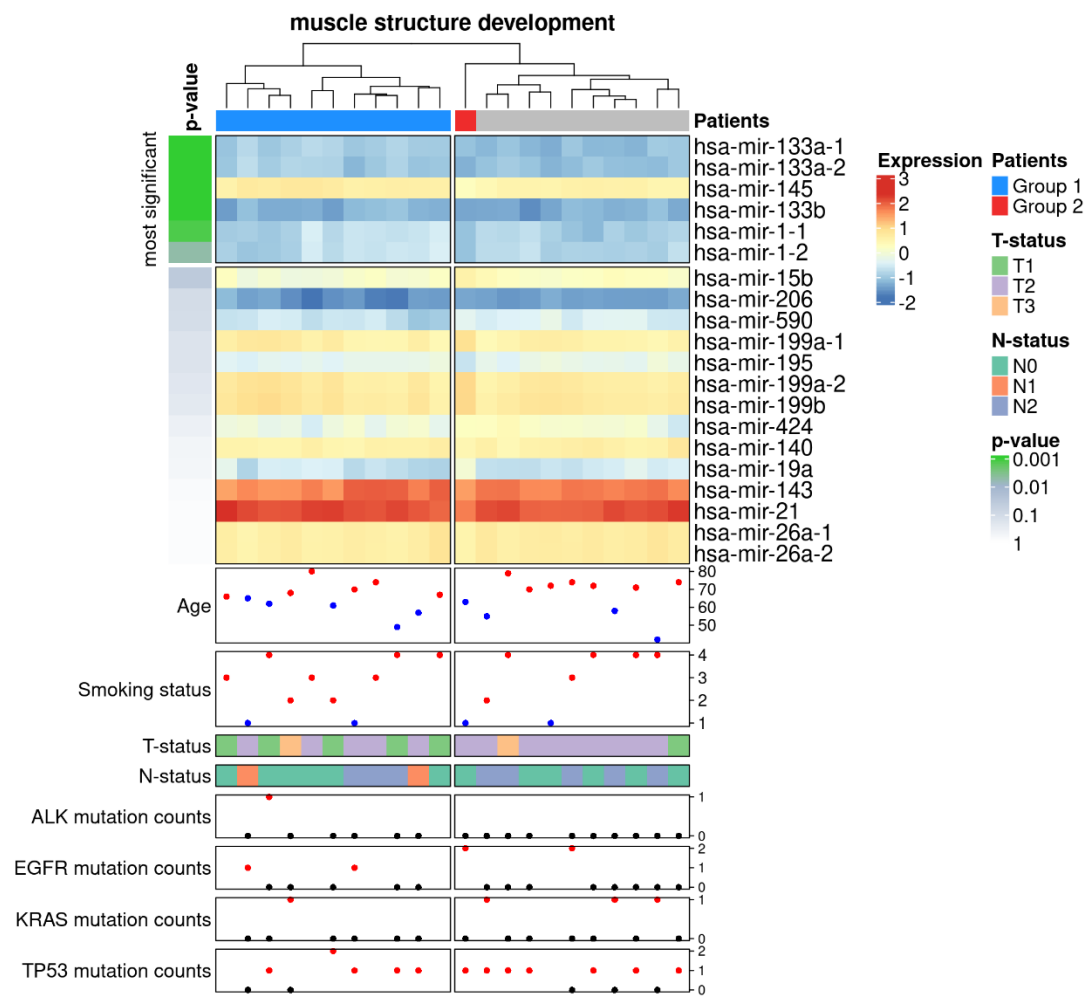 muscle structure development
p-value
most significant
Patients
hsa-mir-133a-1
hsa-mir-133a-2
hsa-mir-145
hsa-mir-133b
hsa-mir-1-1
hsa-mir-1-2
hsa-mir-15b
hsa-mir-206
hsa-mir-590
hsa-mir-199a-1
hsa-mir-195
hsa-mir-199a-2
hsa-mir-199b
hsa-mir-424
hsa-mir-140
hsa-mir-19a
hsa-mir-143
hsa-mir-21
hsa-mir-26a-1
hsa-mir-26a-2
Age
80
70
60
50
Smoking status
4
3
2
1
T-status
N-status
ALK mutation counts
1
0
EGFR mutation counts
2
1
0
KRAS mutation counts
1
0
TP53 mutation counts
2
1
0
Expression
3
2
1
0
-1
-2
Patients
Group 1
Group 2
T-status
T1
T2
T3
N-status
N0
N1
N2
p-value
0.001
0.01
0.1
1